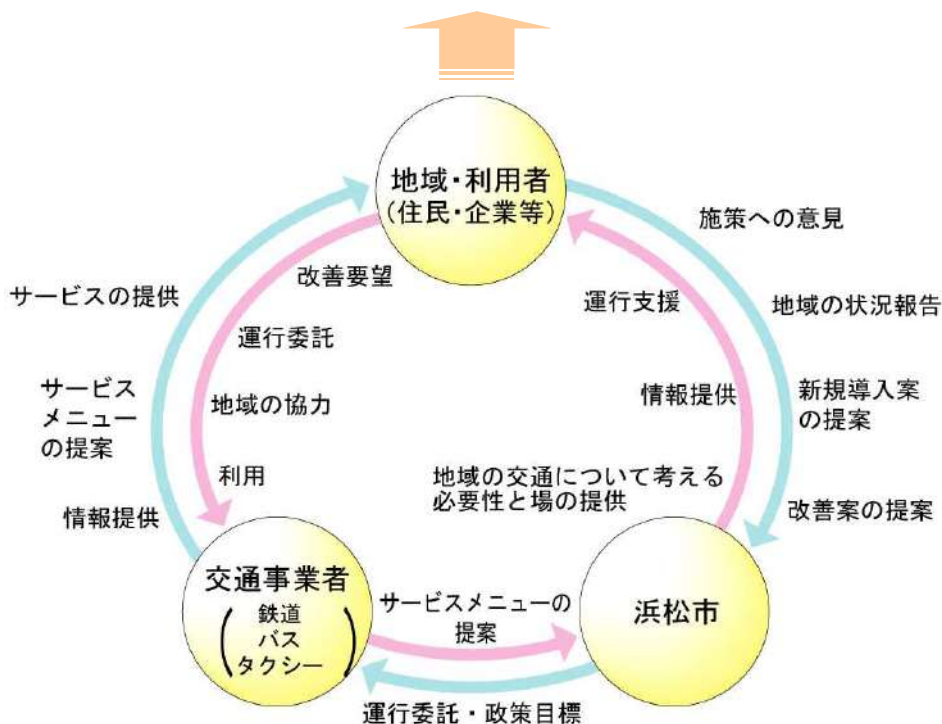 地域・利用者
(住民・企業等)
施策への意見
改善要望
サービスの提供
運行支援
地域の状況報告
運行委託
サービス
メニュー
の提案
地域の協力
情報提供
新規導入案
の提案
利用
地域の交通について考える
必要性と場の提供
情報提供
改善案の提案
交通事業者
(鉄道
バス
タクシー)
サービスメニューの
提案
浜松市
運行委託・政策目標